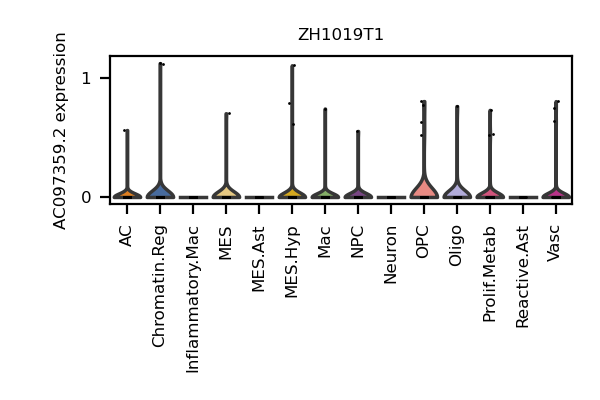 ZH1019T1
AC097359.2 expression
1
0
AC
Chromatin.Reg
Inflammatory.Mac
MES
MES.Ast
MES.Hyp
Mac
NPC
Neuron
OPC
Oligo
Prolif.Metab
Reactive.Ast
Vasc